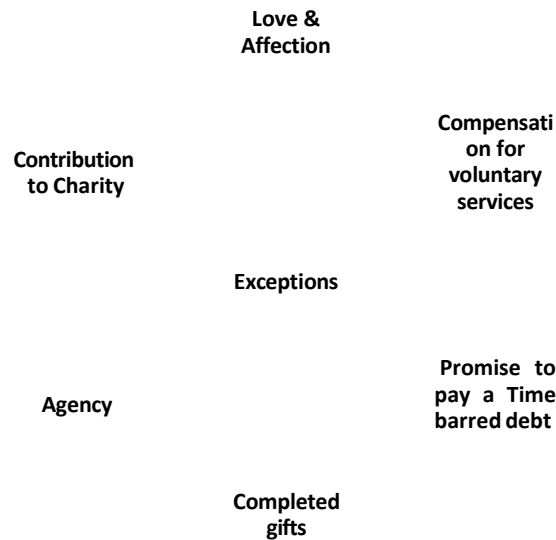 Love &
Affection
Compensati
on for
voluntary
services
Contribution
to Charity
Exceptions
Promise to
pay a Time
barred debt
Agency
Completed
gifts